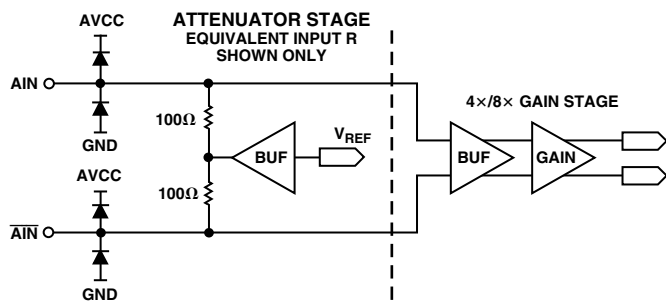 AVCC
ATTENUATOR STAGE
EQUIVALENT INPUT R
SHOWN ONLY
AIN
GND
100Ω
4×/8× GAIN STAGE
BUF
VREF
BUF
GAIN
AVCC
100Ω
AIN
GND